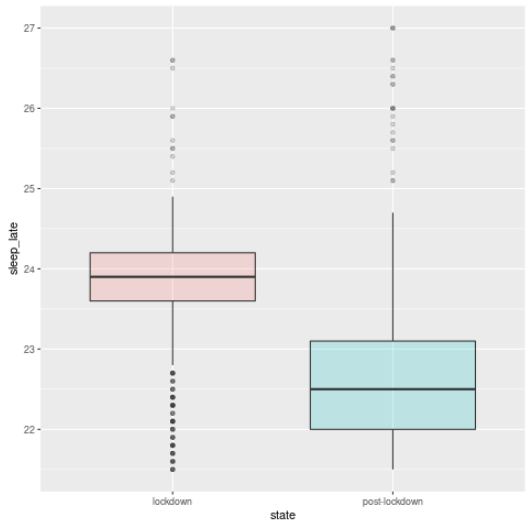 27
26
25
24
23
22
sleep_late
lockdown
post-lockdown
state